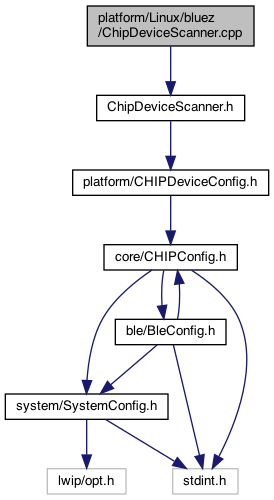 platform/Linux/bluez
/ChipDeviceScanner.cpp
ChipDeviceScanner.h
platform/CHIPDeviceConfig.h
core/CHIPConfig.h
ble/BleConfig.h
system/SystemConfig.h
lwip/opt.h
stdint.h